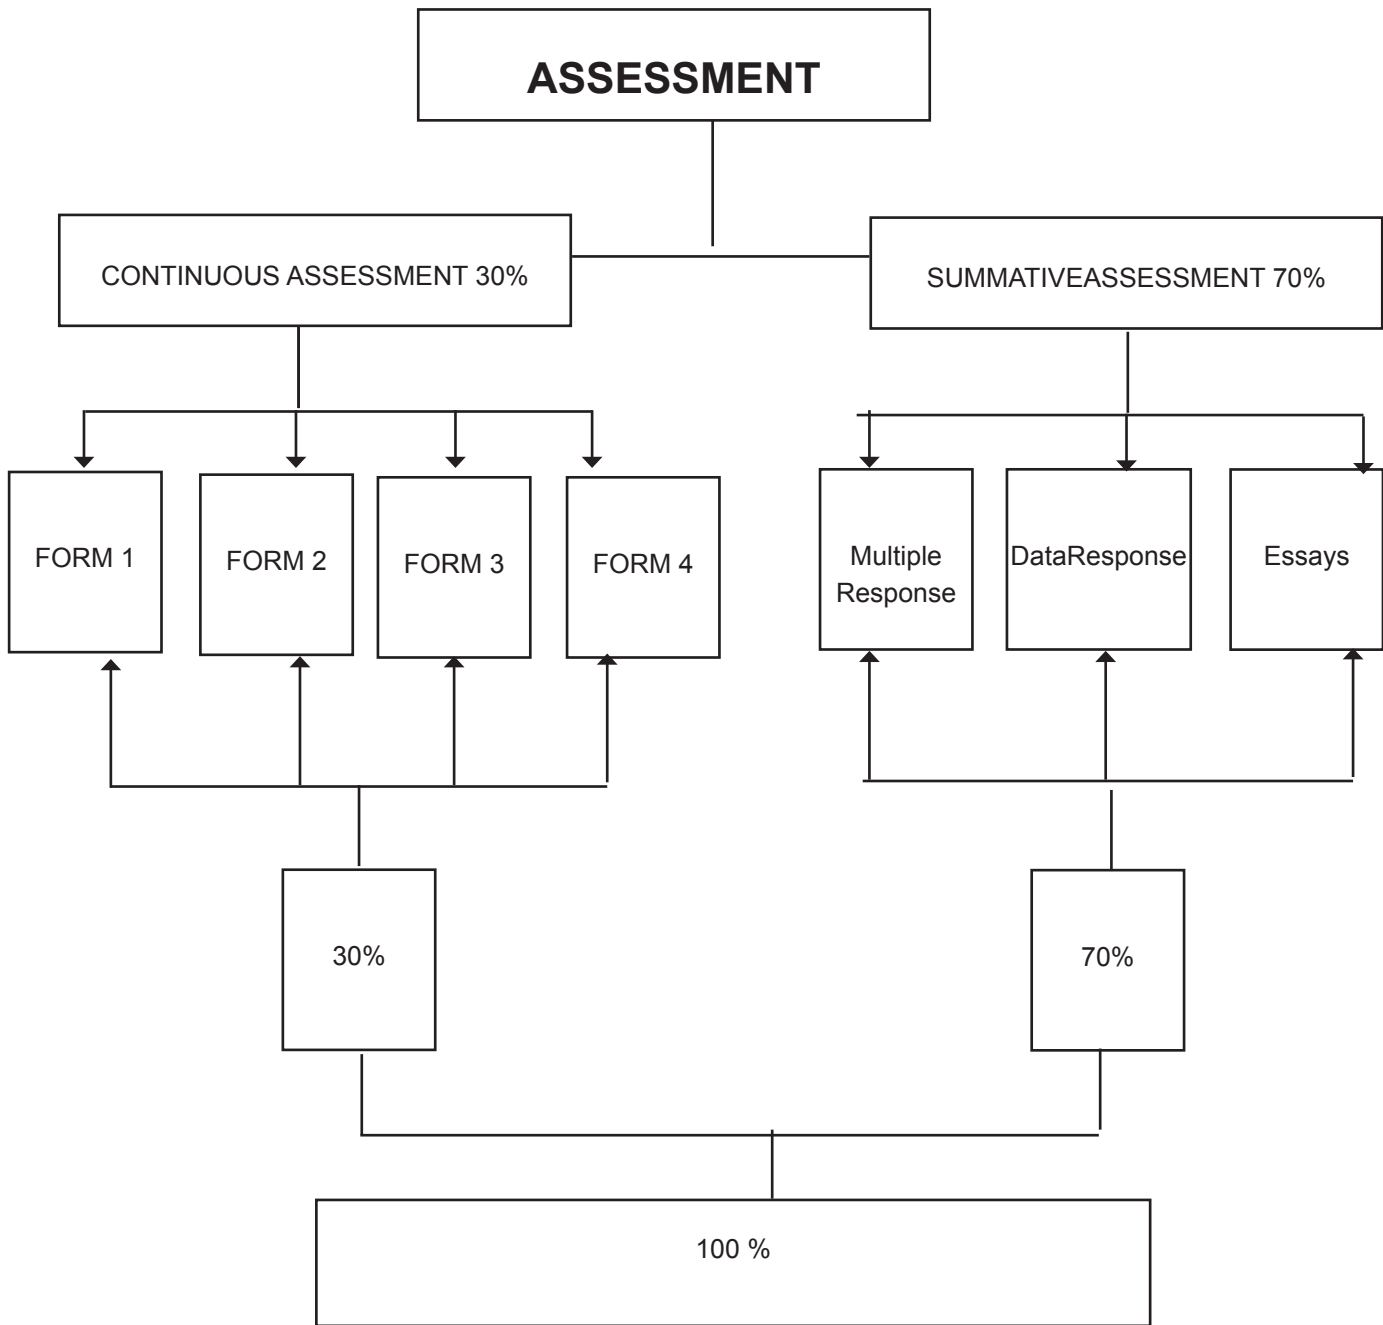 ASSESSMENT
CONTINUOUS ASSESSMENT 30%
SUMMATIVEASSESSMENT 70%
FORM 1
FORM 2
FORM 3
FORM 4
Multiple
Response
DataResponse
Essays
30%
70%
100 %